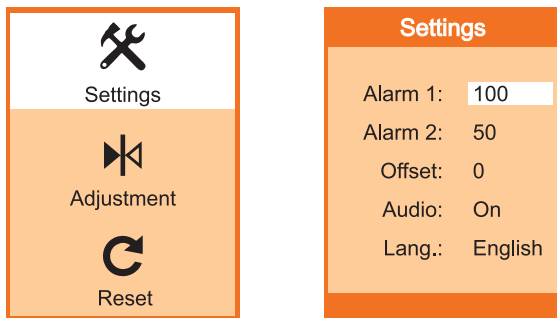 Settings
Adjustment
Reset
Settings
Alarm 1: 100
Alarm 2: 50
Offset: 0
Audio: On
Lang.: English